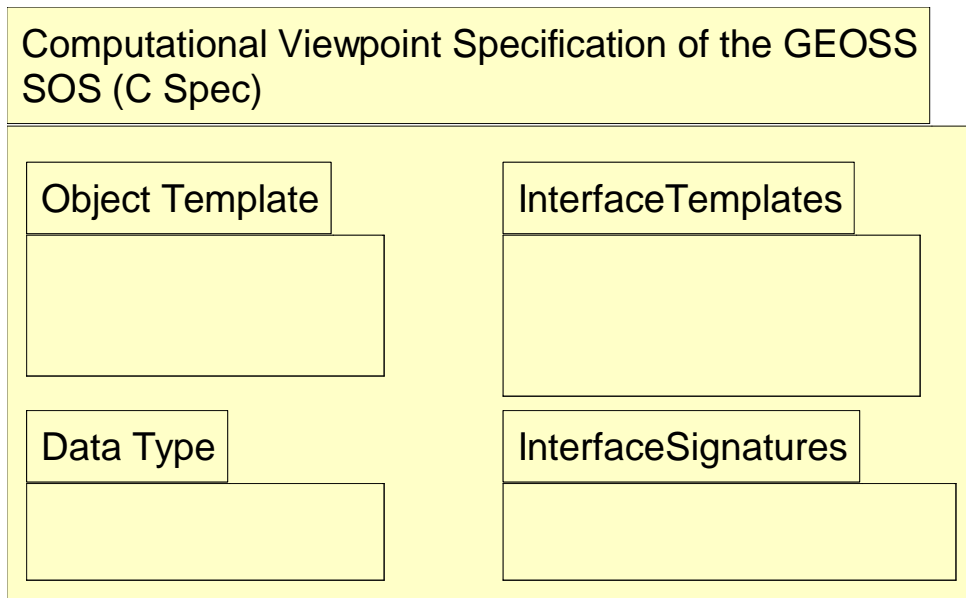 Computational Viewpoint Specification of the GEOSS
SOS (C Spec)
Object Template
InterfaceTemplates
Data Type
InterfaceSignatures